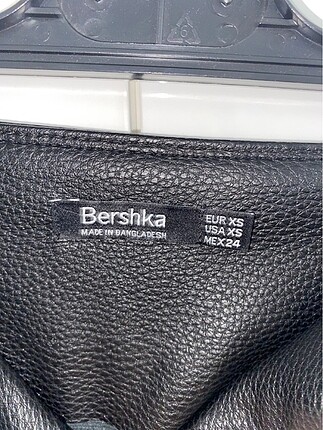 Bershka
MADE IN BANGLADESH
EUR XS
USA XS
MEX 24